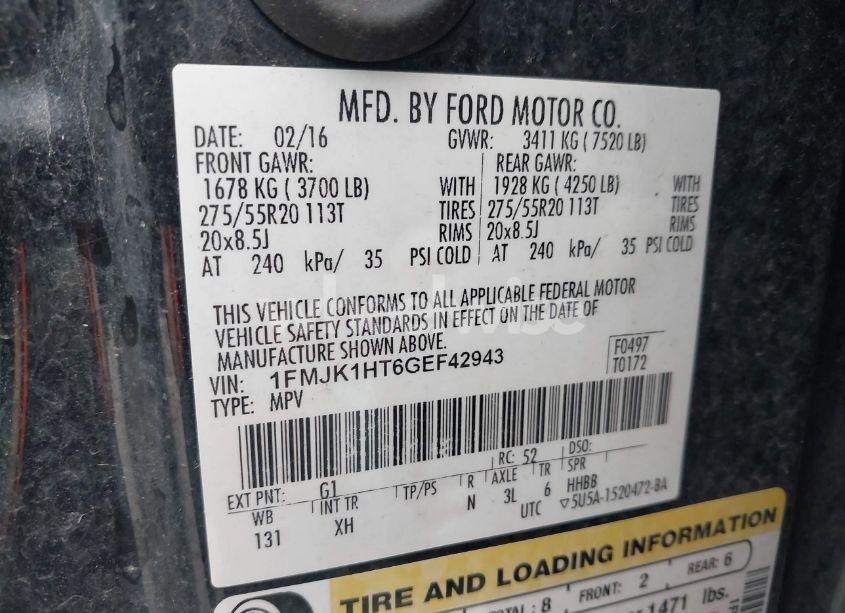 MFD. BY FORD MOTOR CO.
DATE: 02/16 GVWR: 3411 KG ( 7520 LB)
FRONT GAWR: REAR GAWR:
1678 KG ( 3700 LB) WITH 1928 KG ( 4250 LB) WITH
275/55R20 113T TIRES 275/55R20 113T TIRES
20x8.5J RIMS 20x8.5J RIMS
AT 240 kPa/ 35 PSI COLD AT 240 kPa/ 35 PSI COLD
THIS VEHICLE CONFORMS TO ALL APPLICABLE FEDERAL MOTOR
VEHICLE SAFETY STANDARDS IN EFFECT ON THE DATE OF
MANUFACTURE SHOWN ABOVE.
F0497
VIN: 1FMJK1HT6GEF42943
T0172
TYPE: MPV
RC: 52 DSO:
EXT PNT: G1 R AXLE TR SPR
WB INT TR TP/PS N 3L 6 HHBB
131 XH UTC ▽5U5A-1520472-BA
TIRE AND LOADING INFORMATION
TOTAL : 8 FRONT: 2 REAR: 6
1471 lbs.